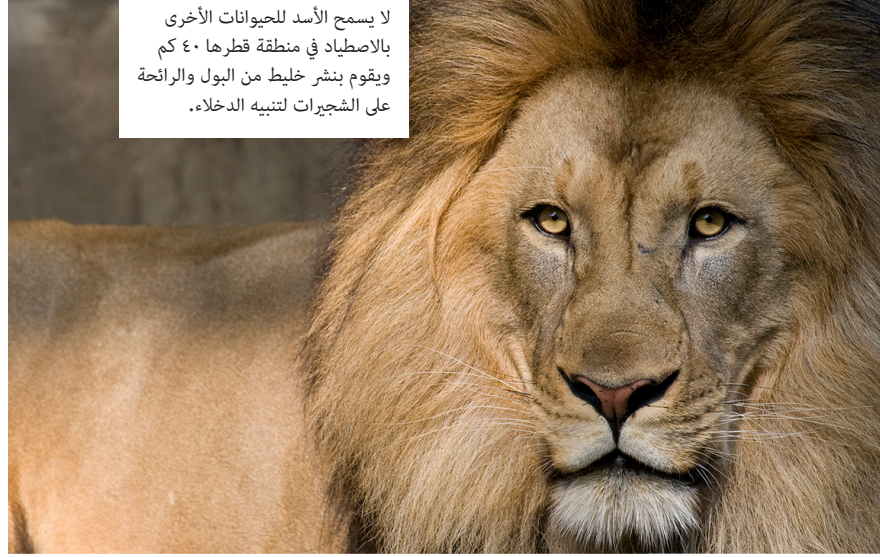 لا يسمح الأسد للحيوانات الأخرى
بالاصطياد في منطقة قطرها ٤٠ كم
ويقوم بنشر خليط من البول والرائحة
على الشجيرات لتنبيه الدخلاء.